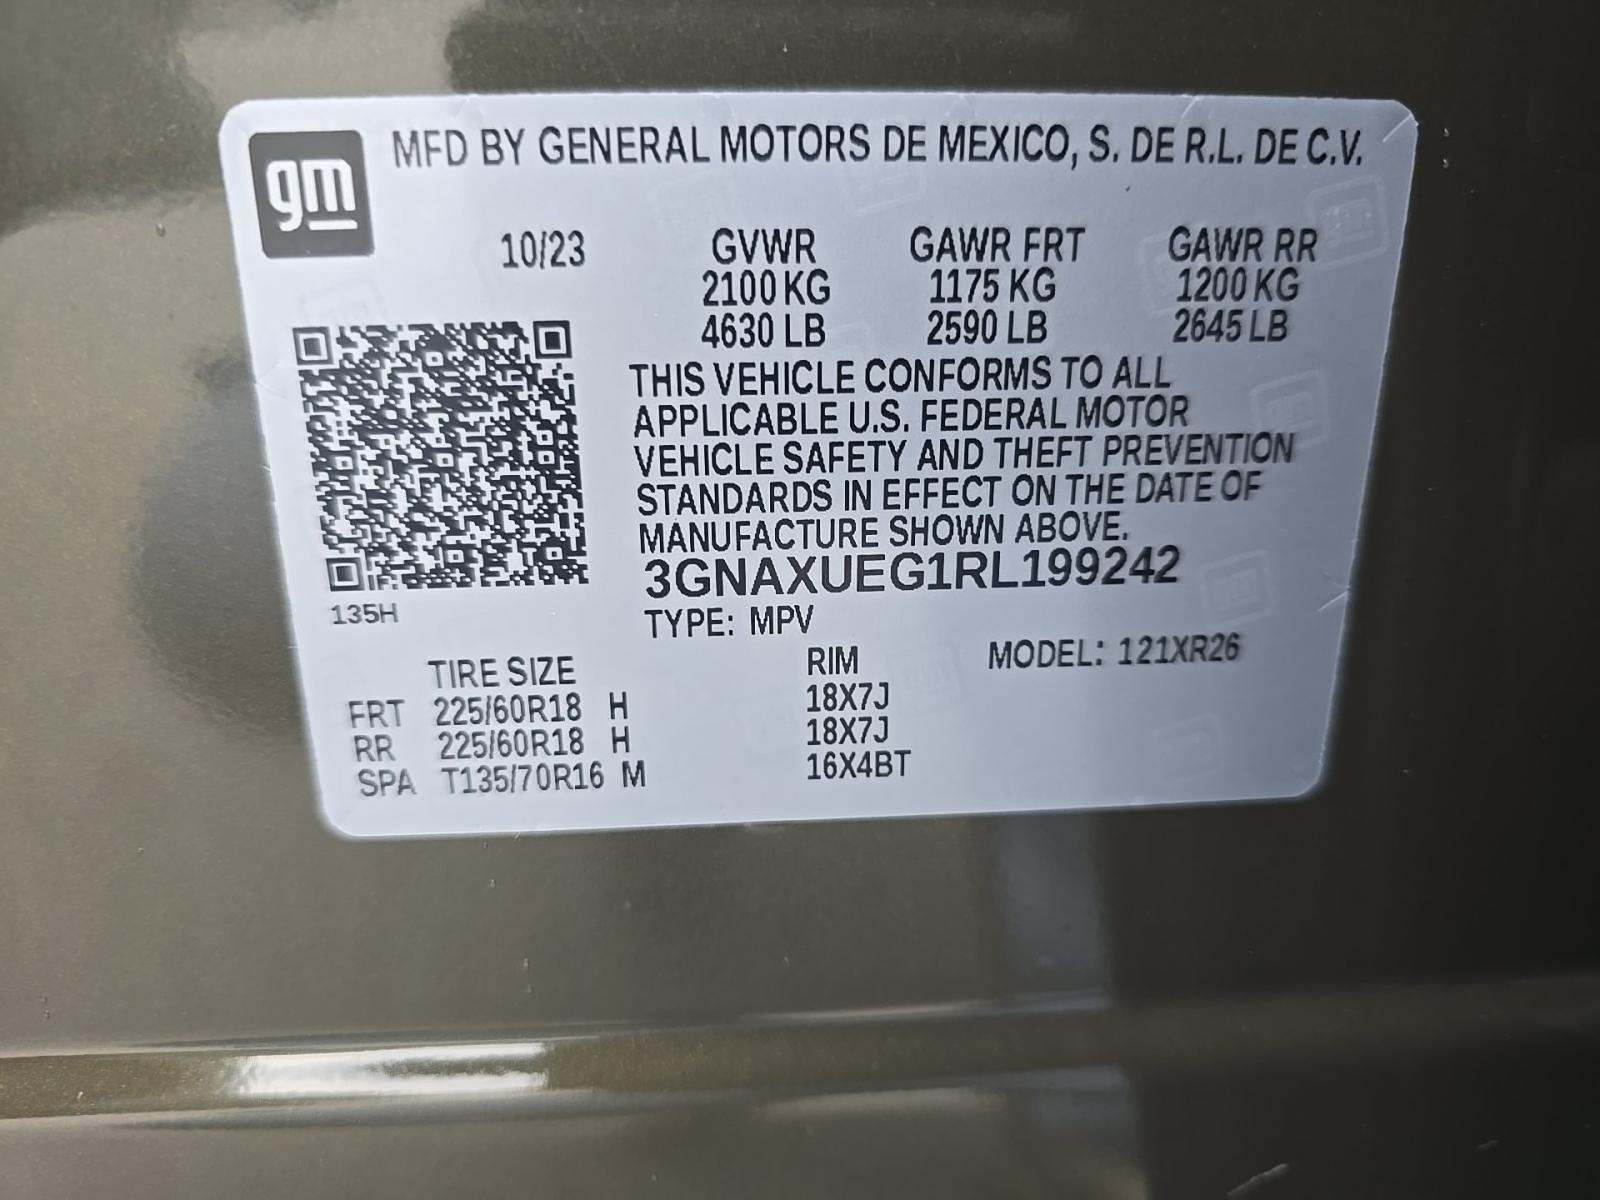 gm
MFD BY GENERAL MOTORS DE MEXICO, S. DE R.L. DE C.V.
10/23 GVWR GAWR FRT GAWR RR
2100 KG 1175 KG 1200 KG
4630 LB 2590 LB 2645 LB
THIS VEHICLE CONFORMS TO ALL
APPLICABLE U.S. FEDERAL MOTOR
VEHICLE SAFETY AND THEFT PREVENTION
STANDARDS IN EFFECT ON THE DATE OF
MANUFACTURE SHOWN ABOVE.
3GNAXUEG1RL199242
135H
TYPE: MPV
TIRE SIZE RIM MODEL: 121XR26
FRT 225/60R18 H 18X7J
RR 225/60R18 H 18X7J
SPA T135/70R16 M 16X4BT